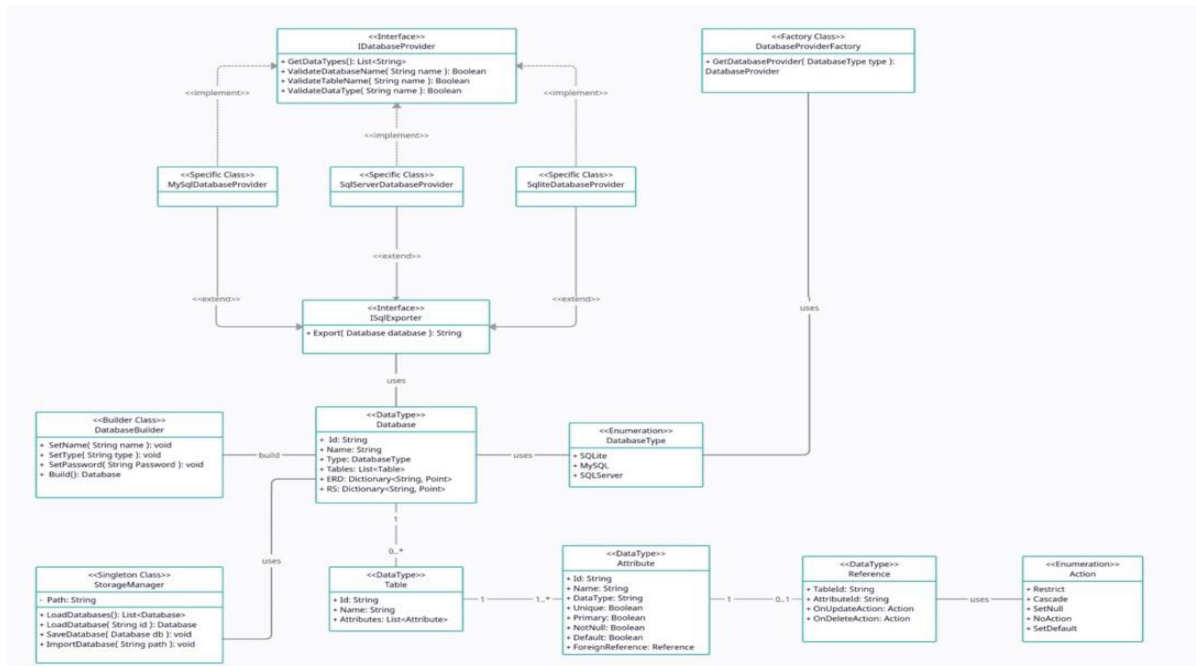 <<Interface>>
IDatabaseProvider
+ GetDataTypes(): List<String>
+ ValidateDatabaseName( String name ): Boolean
+ ValidateTableName( String name ): Boolean
+ ValidateDataType( String name ): Boolean
<<Factory Class>>
DatabaseProviderFactory
+ GetDatabaseProvider( DatabaseType type ):
DatabaseProvider
<<implement>>
<<implement>>
<<implement>>
<<Specific Class>>
MySqlDatabaseProvider
<<Specific Class>>
SqlServerDatabaseProvider
<<Specific Class>>
SqliteDatabaseProvider
<<extend>>
<<extend>>
<<extend>>
<<Interface>>
ISqlExporter
+ Export( Database database ): String
uses
uses
<<Builder Class>>
DatabaseBuilder
+ SetName( String name ): void
+ SetType( String type ): void
+ SetPassword( String Password ): void
+ Build(): Database
build
<<DataType>>
Database
+ Id: String
+ Name: String
+ Type: DatabaseType
+ Tables: List<Table>
+ ERD: Dictionary<String, Point>
+ RS: Dictionary<String, Point>
uses
<<Enumeration>>
DatabaseType
+ SQLite
+ MySQL
+ SQLServer
1
0..*
uses
<<Singleton Class>>
StorageManager
- Path: String
+ LoadDatabases(): List<Database>
+ LoadDatabase( String id ): Database
+ SaveDatabase( Database db ): void
+ ImportDatabase( String path ): void
<<DataType>>
Table
+ Id: String
+ Name: String
+ Attributes: List<Attribute>
1
1..*
<<DataType>>
Attribute
+ Id: String
+ Name: String
+ DataType: String
+ Unique: Boolean
+ Primary: Boolean
+ NotNull: Boolean
+ Default: Boolean
+ ForeignReference: Reference
1
0..1
<<DataType>>
Reference
+ TableId: String
+ AttributeId: String
+ OnUpdateAction: Action
+ OnDeleteAction: Action
uses
<<Enumeration>>
Action
+ Restrict
+ Cascade
+ SetNull
+ NoAction
+ SetDefault